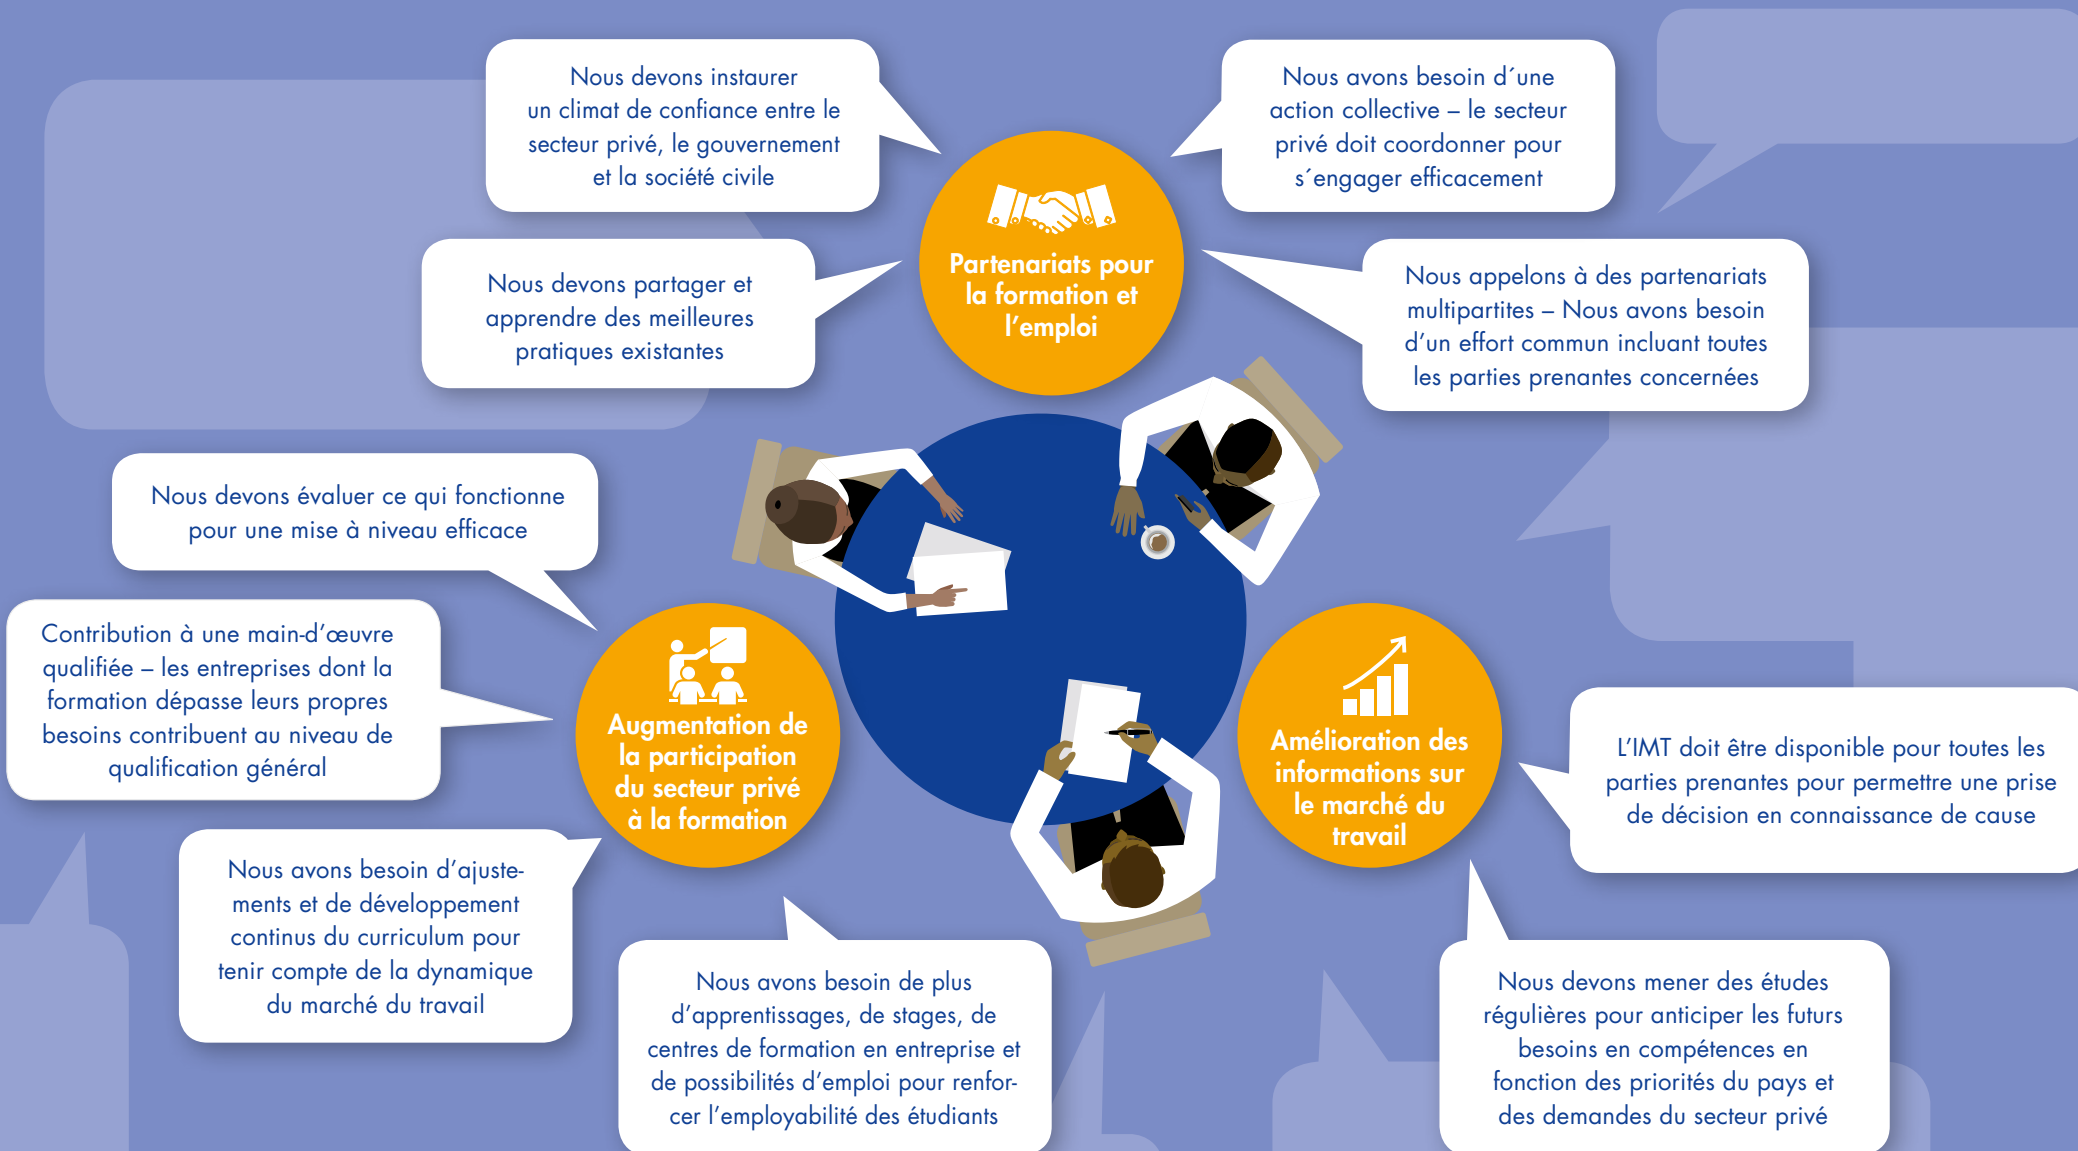 Nous devons instaurer
un climat de confiance entre le
secteur privé, le gouvernement
et la société civile
Nous avons besoin d´une
action collective – le secteur
privé doit coordonner pour
s´engager efficacement
Nous devons partager et
apprendre des meilleures
pratiques existantes
Partenariats pour
la formation et
l’emploi
Nous appelons à des partenariats
multipartites – Nous avons besoin
d’un effort commun incluant toutes
les parties prenantes concernées
Nous devons évaluer ce qui fonctionne
pour une mise à niveau efficace
Contribution à une main-d’œuvre
qualifiée – les entreprises dont la
formation dépasse leurs propres
besoins contribuent au niveau de
qualification général
Augmentation de
la participation
du secteur privé
à la formation
Amélioration des
informations sur
le marché du
travail
L’IMT doit être disponible pour toutes les
parties prenantes pour permettre une prise
de décision en connaissance de cause
Nous avons besoin d’ajuste-
ments et de développement
continus du curriculum pour
tenir compte de la dynamique
du marché du travail
Nous avons besoin de plus
d’apprentissages, de stages, de
centres de formation en entreprise et
de possibilités d’emploi pour renfor-
cer l’employabilité des étudiants
Nous devons mener des études
régulières pour anticiper les futurs
besoins en compétences en
fonction des priorités du pays et
des demandes du secteur privé